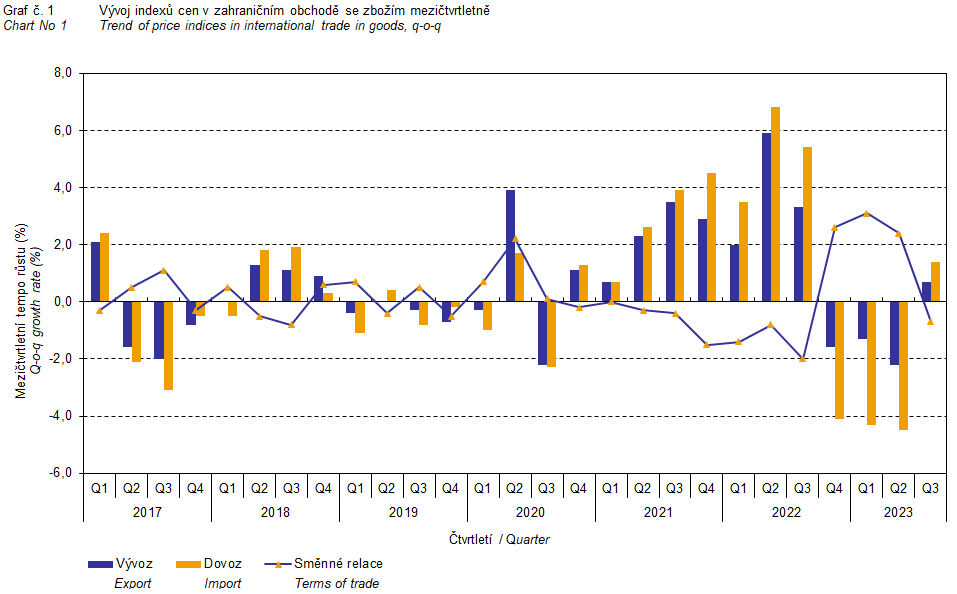 Graf č. 1 Vývoj indexů cen v zahraničním obchodě se zbožím mezičtvrtletně
Chart No 1 Trend of price indices in international trade in goods, q-o-q
Mezičtvrtletní tempo růstu (%)
Q-o-q growth rate (%)
8,0
6,0
4,0
2,0
0,0
-2,0
-4,0
-6,0
Q1 Q2 Q3 Q4 Q1 Q2 Q3 Q4 Q1 Q2 Q3 Q4 Q1 Q2 Q3 Q4 Q1 Q2 Q3 Q4 Q1 Q2 Q3 Q4 Q1 Q2 Q3
2017 2018 2019 2020 2021 2022 2023
Čtvrtletí / Quarter
Vývoz Dovoz Směnné relace
Export Import Terms of trade